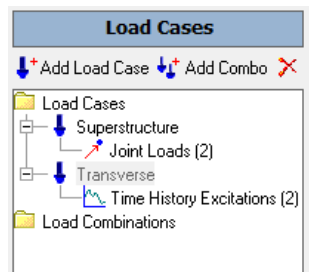 Load Cases
Add Load Case Add Combo
Load Cases
Superstructure
Joint Loads (2)
Transverse
Time History Excitations (2)
Load Combinations